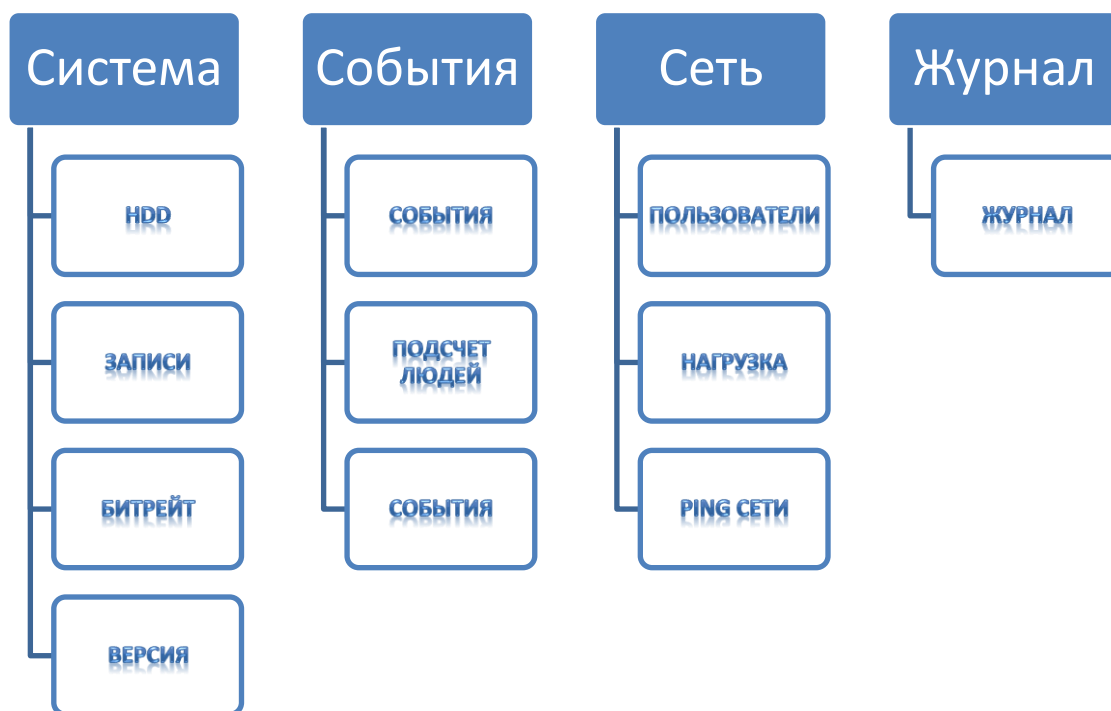 Система
HDD
ЗАПИСИ
БИТРЕЙТ
ВЕРСИЯ
События
СОБЫТИЯ
ПОДСЧЕТ
ЛЮДЕЙ
СОБЫТИЯ
Сеть
ПОЛЬЗОВАТЕЛИ
НАГРУЗКА
PING СЕТИ
Журнал
ЖУРНАЛ